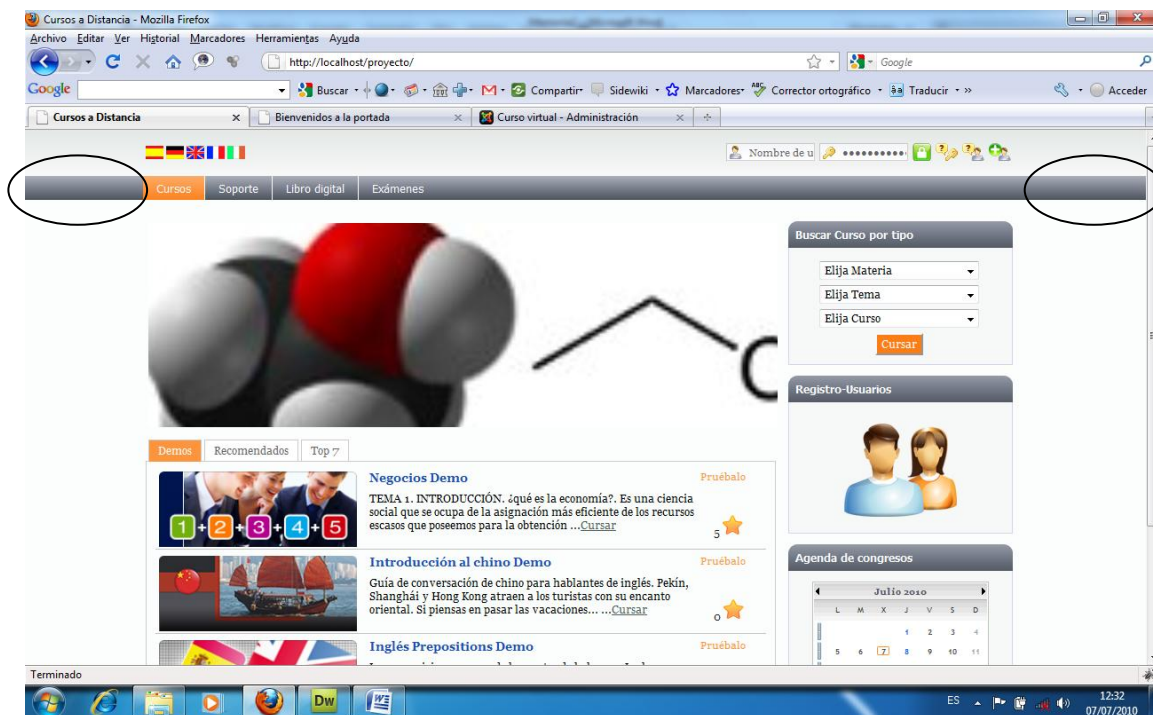 Cursos a Distancia - Mozilla Firefox
Archivo Editar Ver Historial Marcadores Herramientas Ayuda
http://localhost/proyecto/
Google
Google Buscar Compartir Sidewiki Marcadores Corrector ortográfico Traducir » Acceder
Cursos a Distancia Bienvenidos a la portada Curso virtual - Administración
Nombre de u
Cursos Soporte Libro digital Exámenes
Buscar Curso por tipo
Elija Materia
Elija Tema
Elija Curso
Cursar
Registro-Usuarios
Demos Recomendados Top 7
Negocios Demo Pruébalo
TEMA 1. INTRODUCCIÓN. ¿qué es la economía?. Es una ciencia
social que se ocupa de la asignación más eficiente de los recursos
escasos que poseemos para la obtención ...Cursar
5
1+2+3+4+5
Introducción al chino Demo Pruébalo
Guía de conversación de chino para hablantes de inglés. Pekín,
Shanghái y Hong Kong atraen a los turistas con su encanto
oriental. Si piensas en pasar las vacaciones... ...Cursar
0
Inglés Prepositions Demo Pruébalo
Agenda de congresos
Julio 2010
L M X J V S D
1 2 3 4
5 6 7 8 9 10 11
Terminado
Dw
ES
12:32
07/07/2010